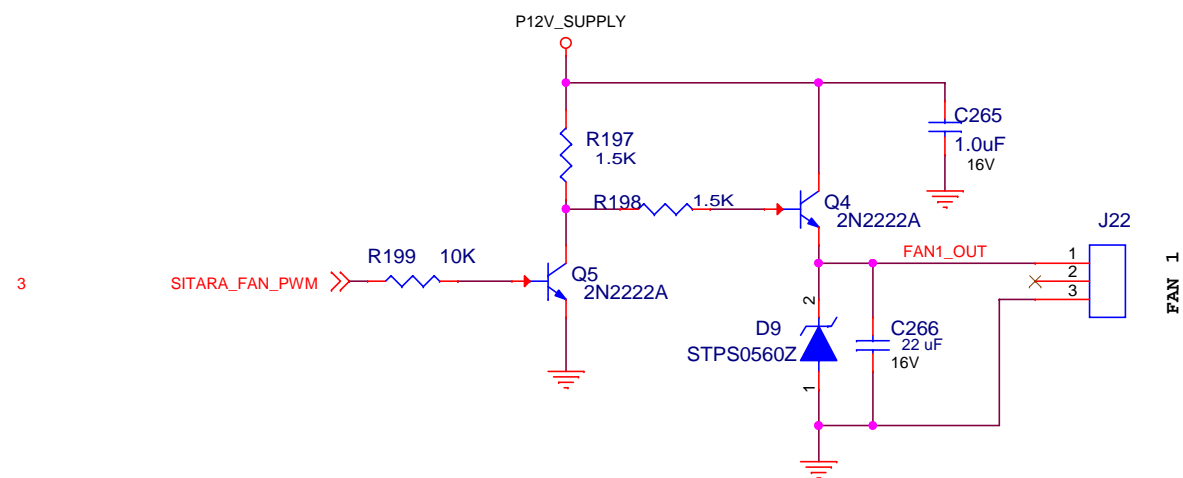 P12V_SUPPLY
C265
1.0uF
16V
R197
1.5K
R198 1.5K
Q4
2N2222A
J22
R199 10K
FAN1_OUT
1
2
3
FAN 1
3
SITARA_FAN_PWM
Q5
2N2222A
2
D9
STPS0560Z
C266
22 uF
16V
1